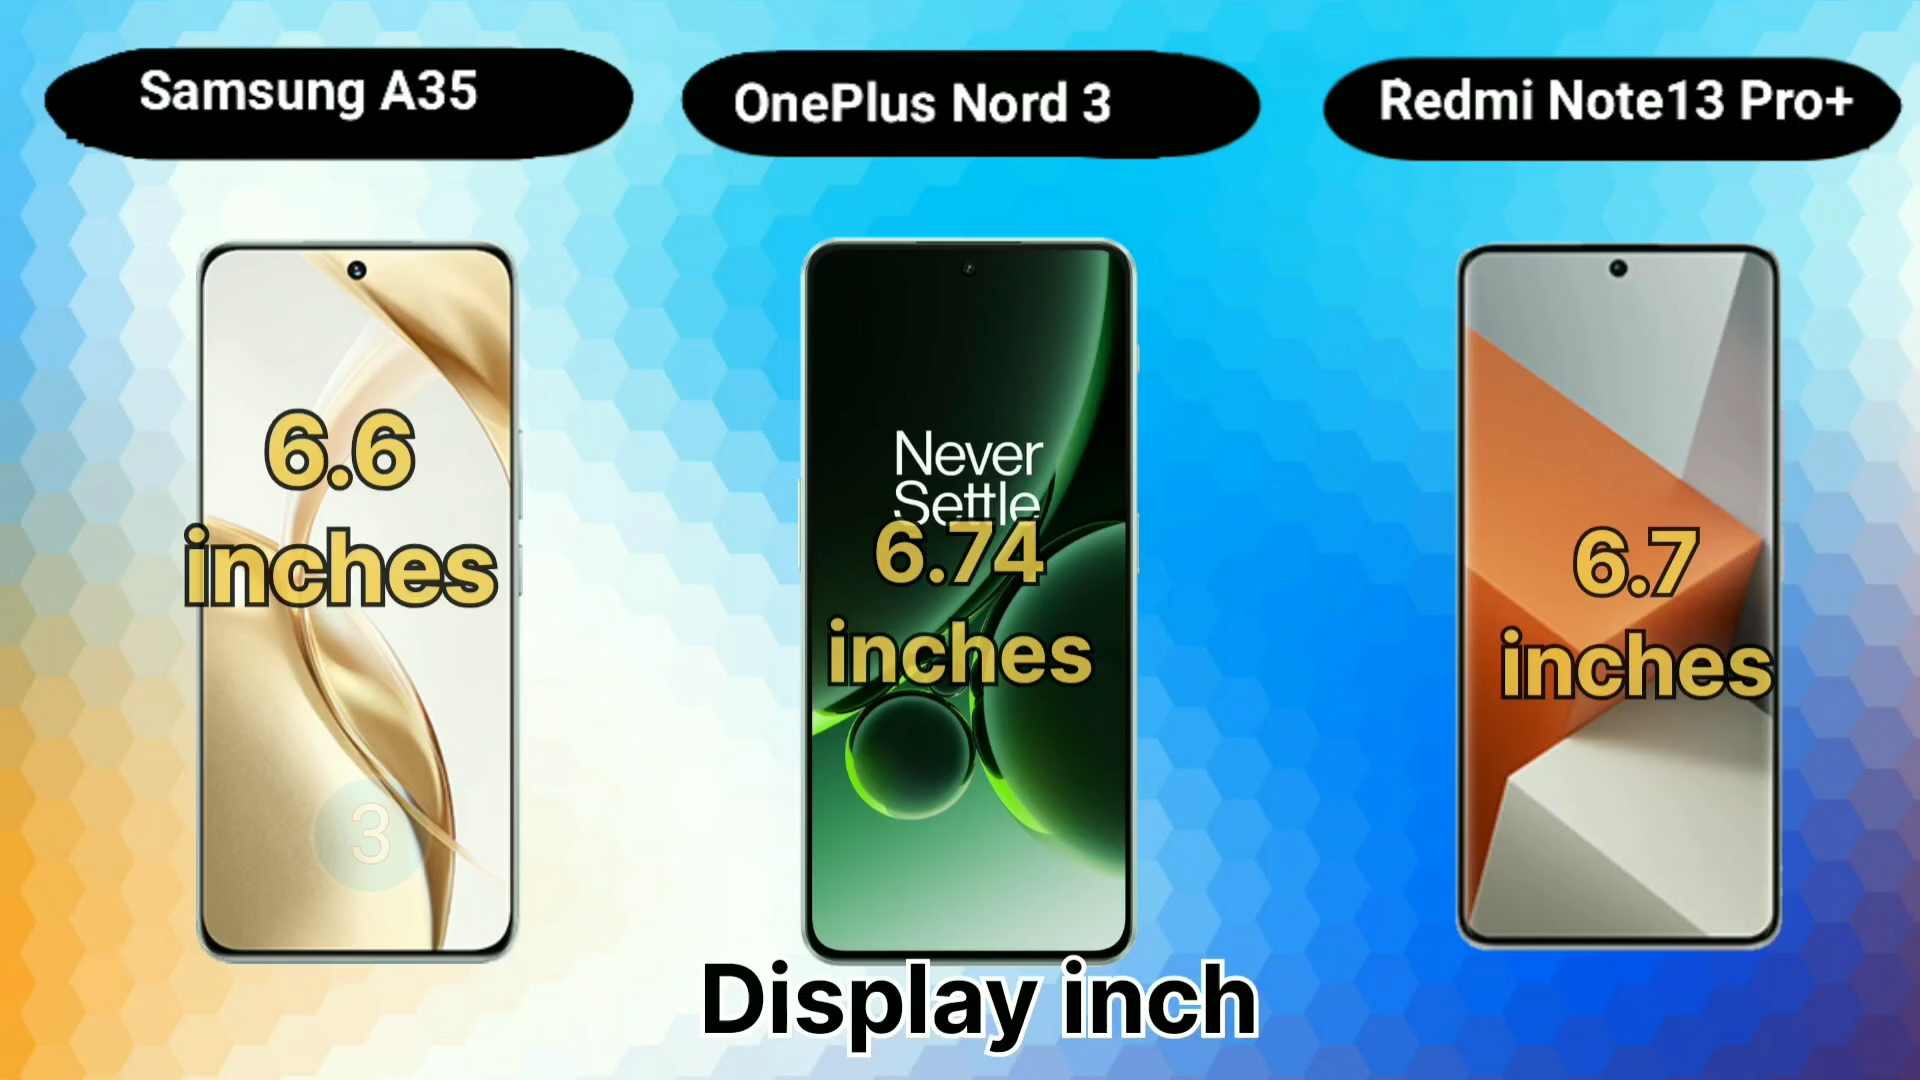 Samsung A35
OnePlus Nord 3
Redmi Note13 Pro+
6.6
inches
3
Never
Settle
6.74
inches
6.7
inches
Display inch